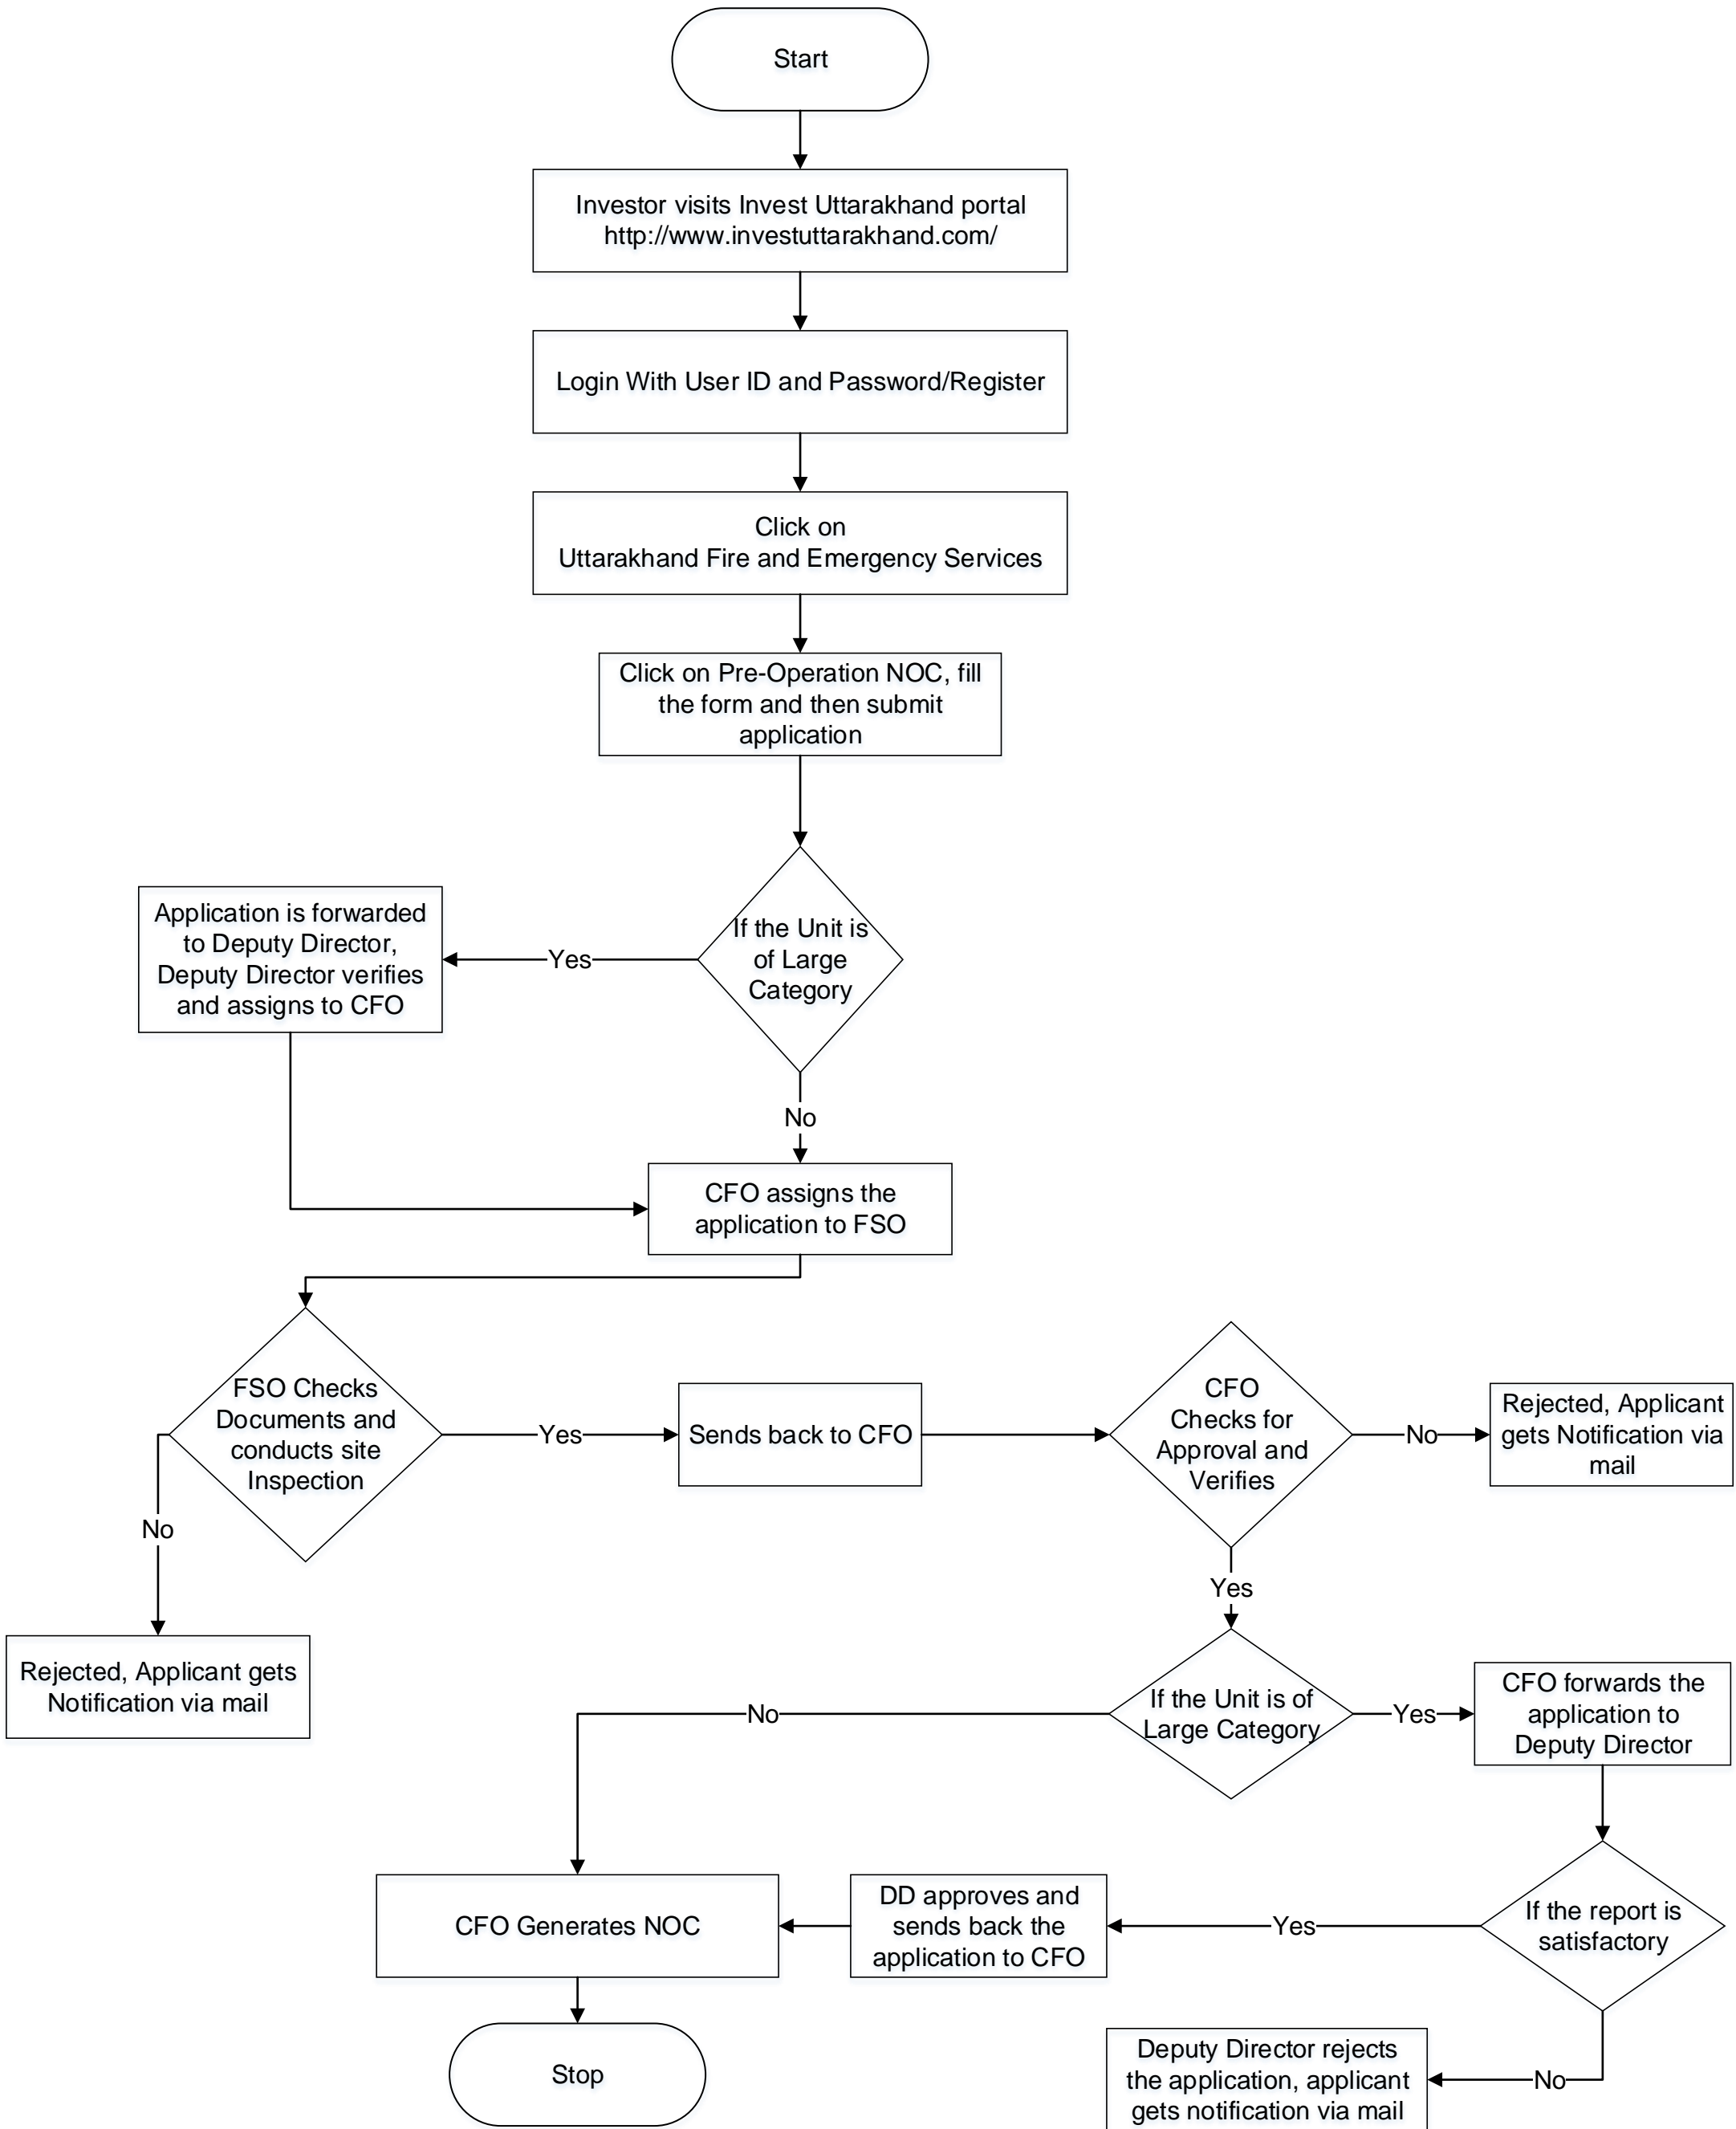 Start
Investor visits Invest Uttarakhand portal
http://www.investuttarakhand.com/
Login With User ID and Password/Register
Click on
Uttarakhand Fire and Emergency Services
Click on Pre-Operation NOC, fill
the form and then submit
application
If the Unit is
of Large
Category
Yes
Application is forwarded
to Deputy Director,
Deputy Director verifies
and assigns to CFO
No
CFO assigns the
application to FSO
FSO Checks
Documents and
conducts site
Inspection
Yes
Sends back to CFO
CFO
Checks for
Approval and
Verifies
No
Rejected, Applicant
gets Notification via
mail
No
Rejected, Applicant gets
Notification via mail
Yes
If the Unit is of
Large Category
No
Yes
CFO forwards the
application to
Deputy Director
If the report is
satisfactory
Yes
DD approves and
sends back the
application to CFO
CFO Generates NOC
Stop
No
Deputy Director rejects
the application, applicant
gets notification via mail